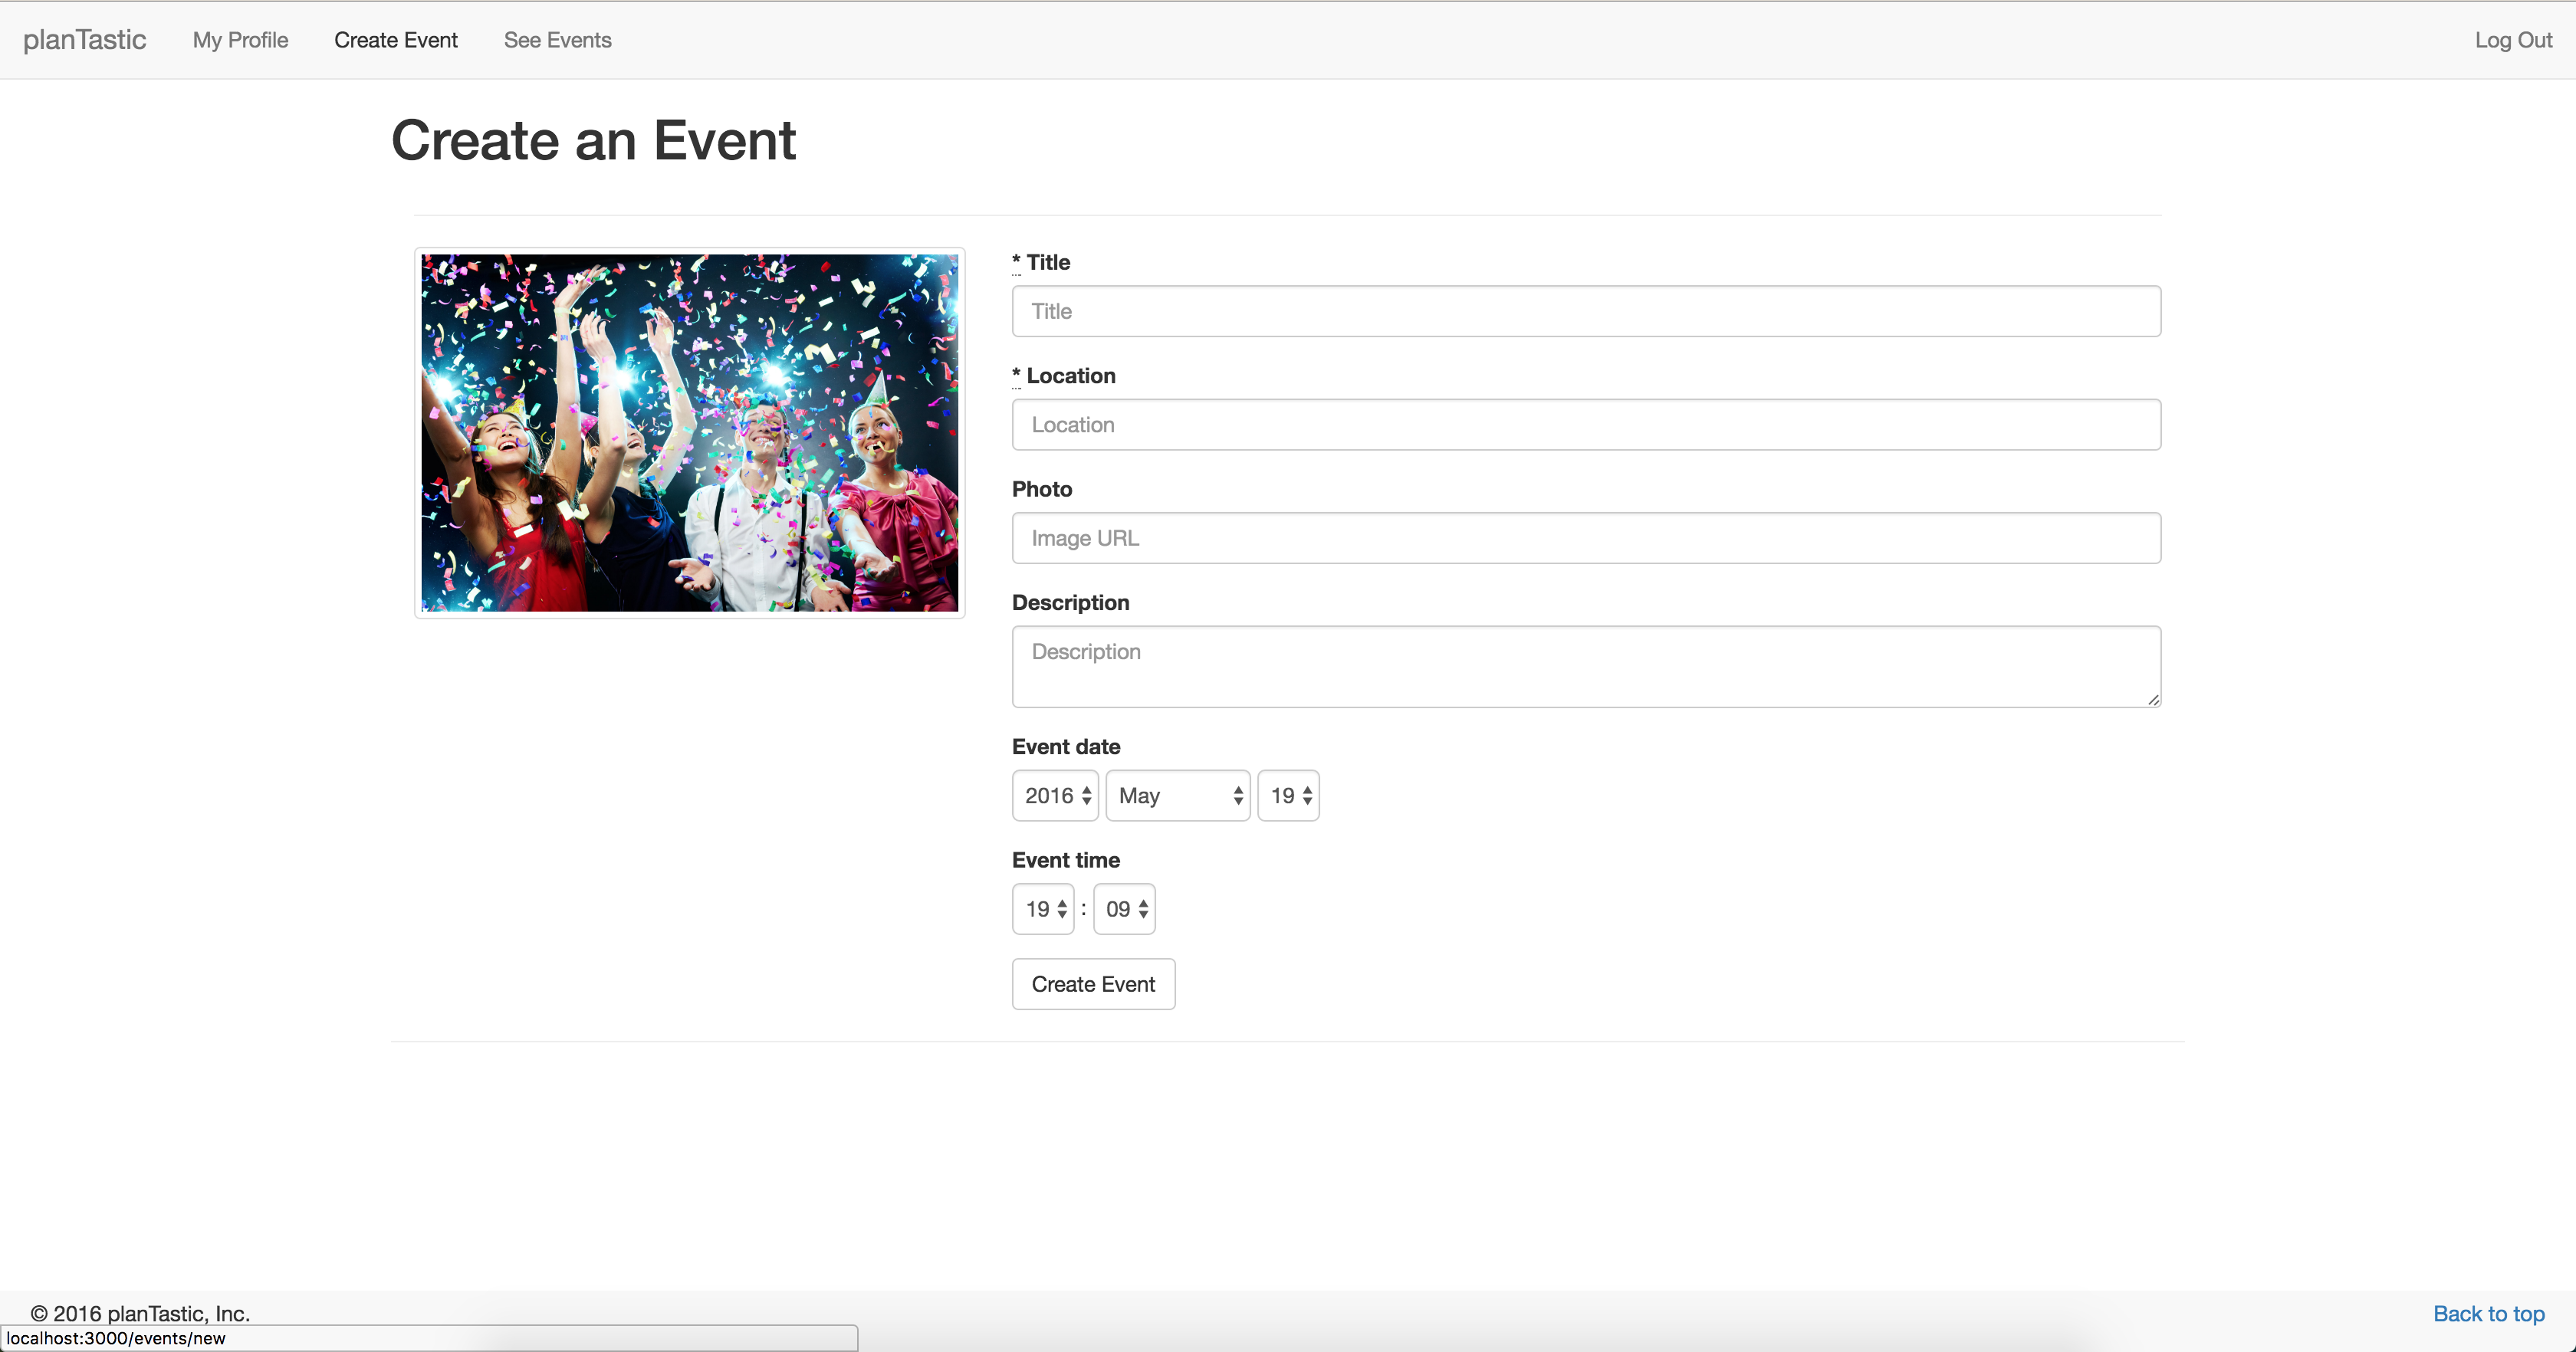 planTastic My Profile Create Event See Events Log Out
Create an Event
* Title
Title
* Location
Location
Photo
Image URL
Description
Description
Event date
2016 May 19
Event time
19 : 09
Create Event
© 2016 planTastic, Inc. Back to top
localhost:3000/events/new